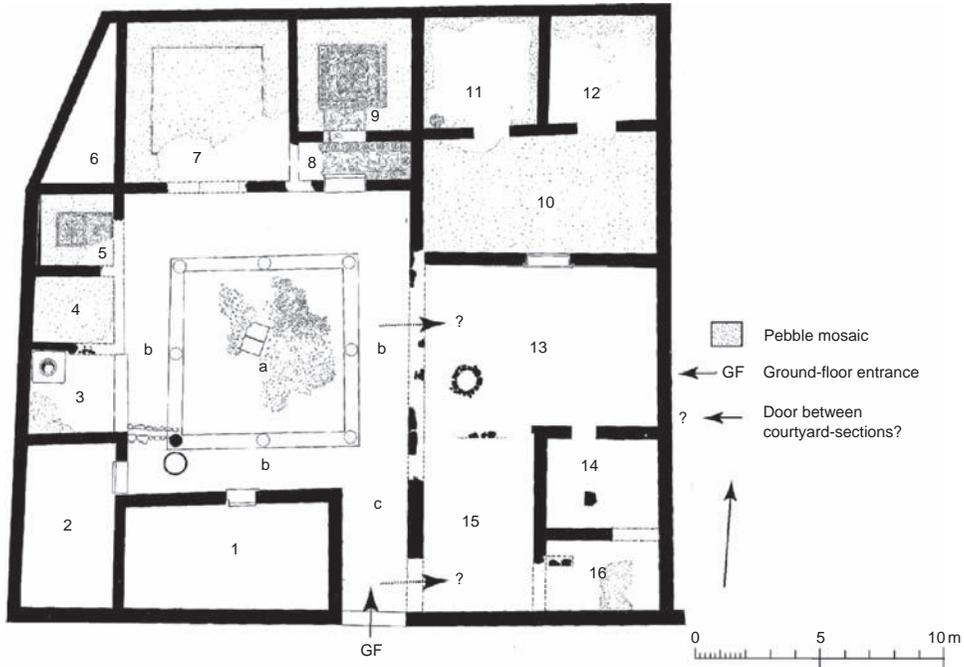 11
12
9
6
7
8
10
5
4
?
13
b
b
a
3
b
14
c
2
15
1
16
?
GF
Pebble mosaic
GF Ground-floor entrance
? Door between
courtyard-sections?
0 5 10 m